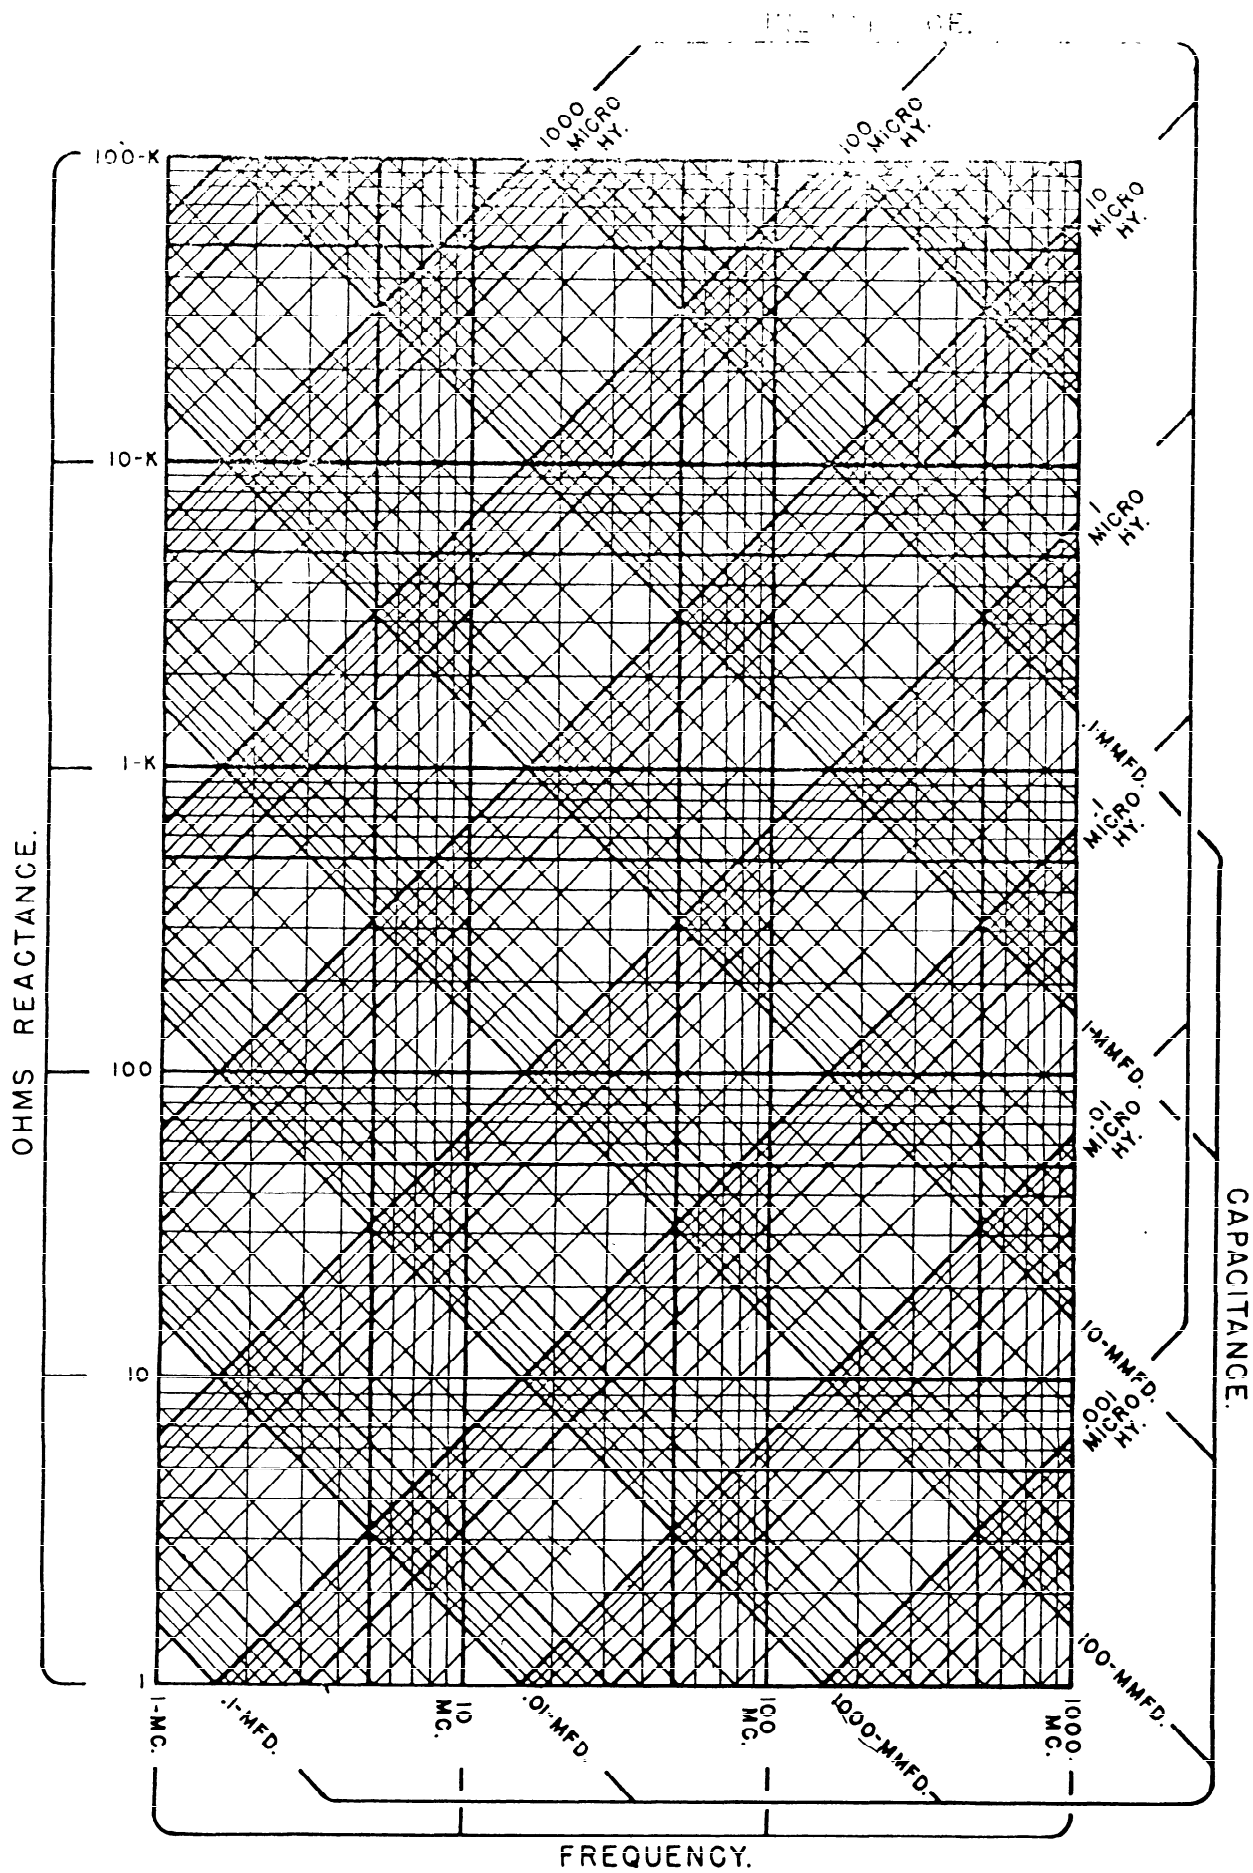 1000
MICRO
HY.
100
MICRO
HY.
10
MICRO
HY.
1
MICRO
HY.
.1-MMFD.
.1
MICRO.
HY.
1-MMFD.
.01
MICRO
HY.
10-MMFD.
.001
MICRO
HY.
100-MMFD.
OHMS REACTANCE.
100-K
10-K
1-K
100
10
1
CAPACITANCE.
1-MC.
.1-MFD.
10
MC.
.01-MFD.
100
MC.
1000-MMFD.
1000
MC.
FREQUENCY.